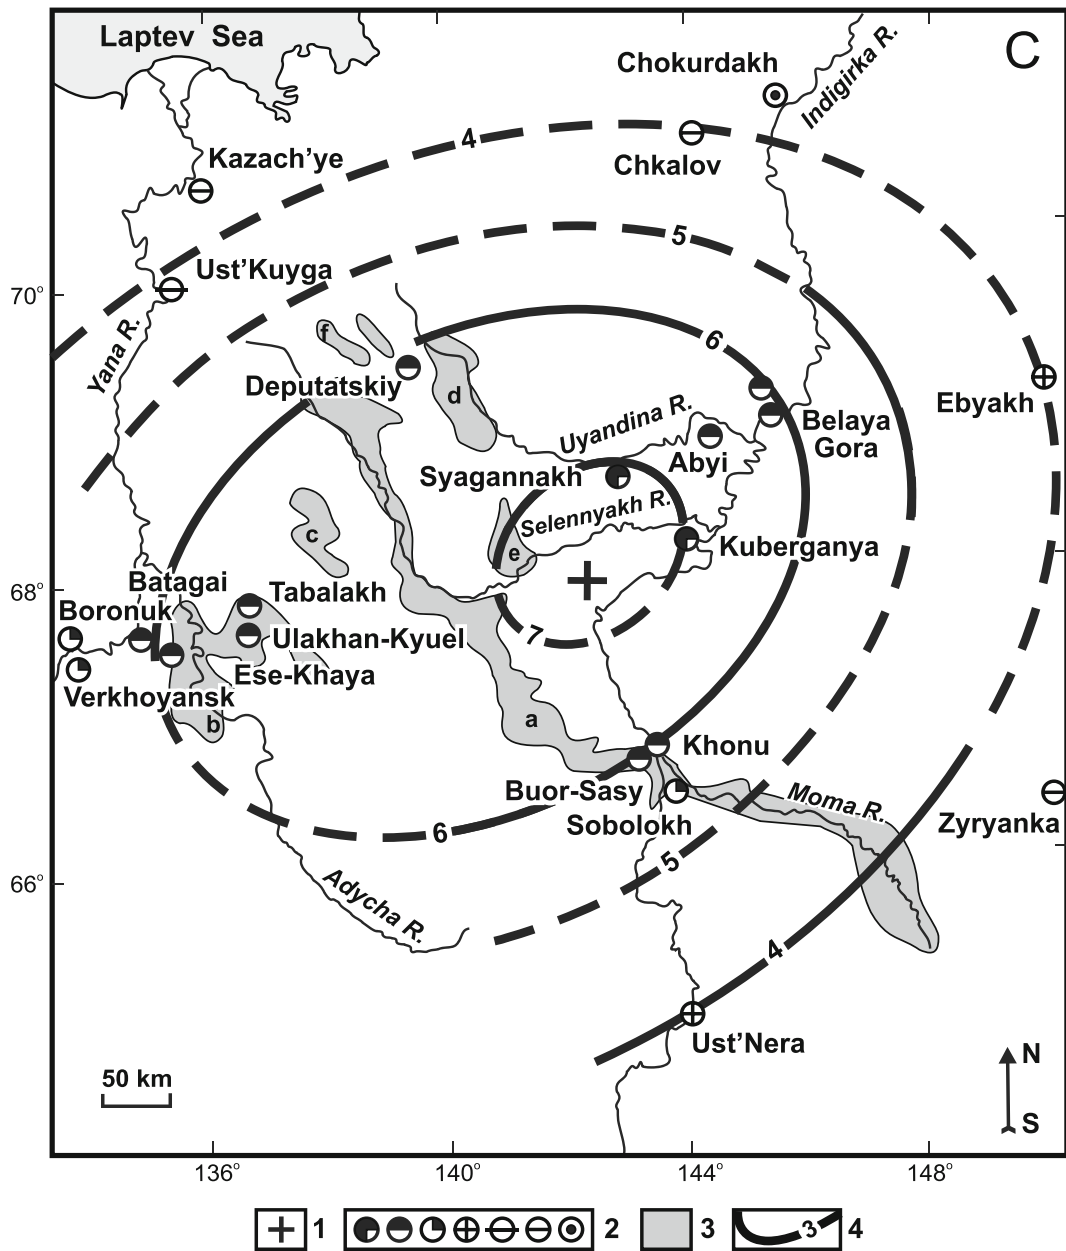 Laptev Sea
C
Chokurdakh
Indigirka R.
4
Chkalov
Kazach'ye
5
Ust'Kuyga
70°
Yana R.
f
6
Deputatskiy
d
Ebyakh
Uyandina R.
Belaya
Gora
Abyi
Syagannakh
Selennyakh R.
c
e
Kuberganya
68°
Batagai
Tabalakh
Boronuk
7
Ulakhan-Kyuel
Ese-Khaya
Verkhoyansk
b
a
Khonu
Buor-Sasy
Moma R.
Sobolokh
Zyryanka
6
5
66°
Adycha R.
4
Ust'Nera
50 km
N
S
136° 140° 144° 148°
1 2 3 3 4